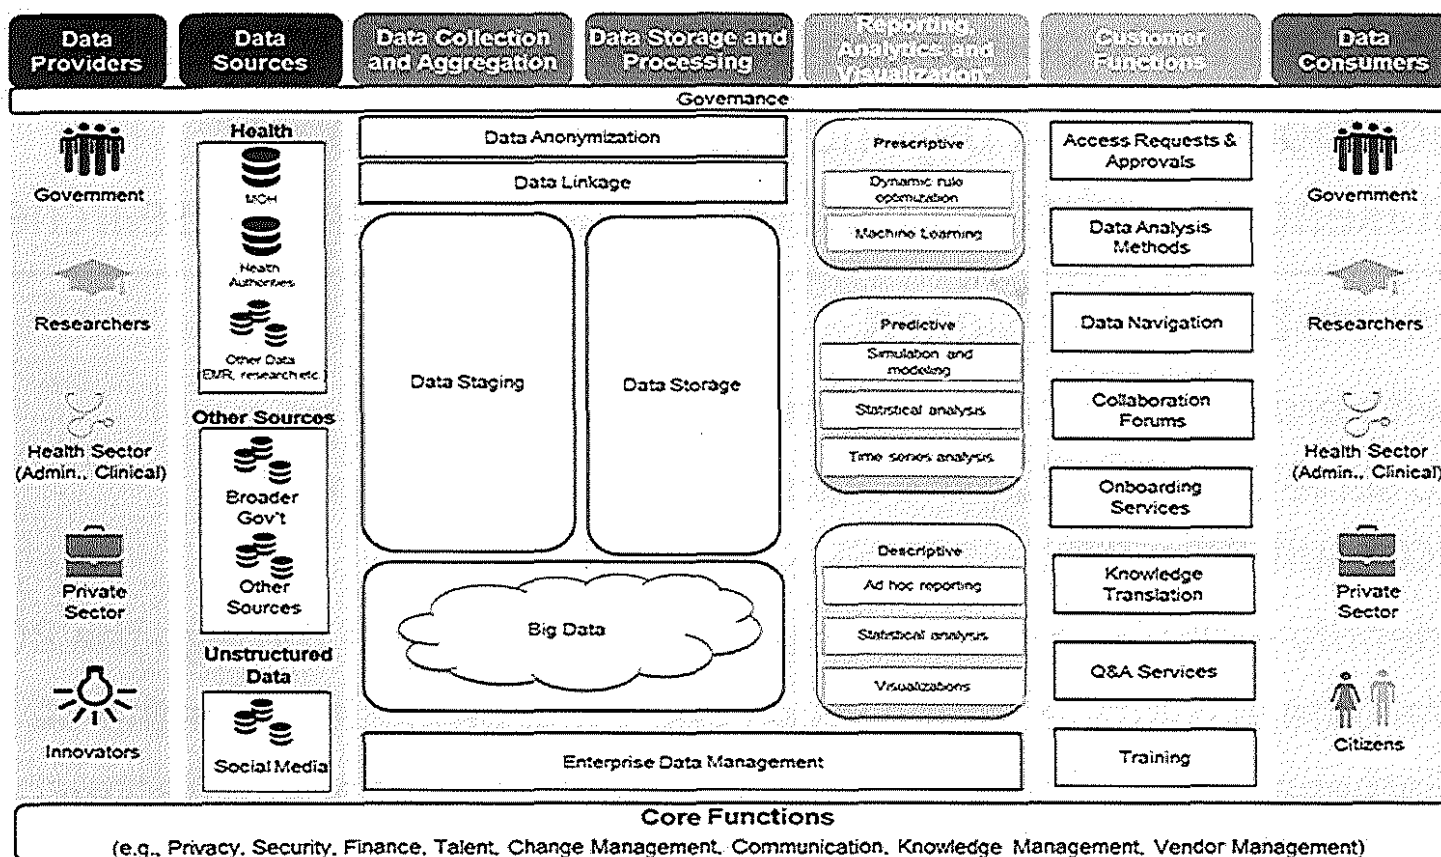 Data
Providers
Data
Sources
Data Collection
and Aggregation
Data Storage and
Processing
Reporting,
Analytics and
Visualization
Customer
Functions
Data
Consumers
Governance
Government
Researchers
Health Sector
(Admin., Clinical)
Private
Sector
Innovators
Health
MOH
Health
Authorities
Other Data
(EMR, research etc.)
Other Sources
Broader
Gov't
Other
Sources
Unstructured
Data
Social Media
Data Anonymization
Data Linkage
Data Staging
Data Storage
Big Data
Enterprise Data Management
Prescriptive
Dynamic rule
optimization
Machine Learning
Predictive
Simulation and
modeling
Statistical analysis
Time series analysis
Descriptive
Ad hoc reporting
Statistical analysis
Visualizations
Access Requests &
Approvals
Data Analysis
Methods
Data Navigation
Collaboration
Forums
Onboarding
Services
Knowledge
Translation
Q&A Services
Training
Government
Researchers
Health Sector
(Admin., Clinical)
Private
Sector
Citizens
Core Functions
(e.g., Privacy, Security, Finance, Talent, Change Management, Communication, Knowledge Management, Vendor Management)